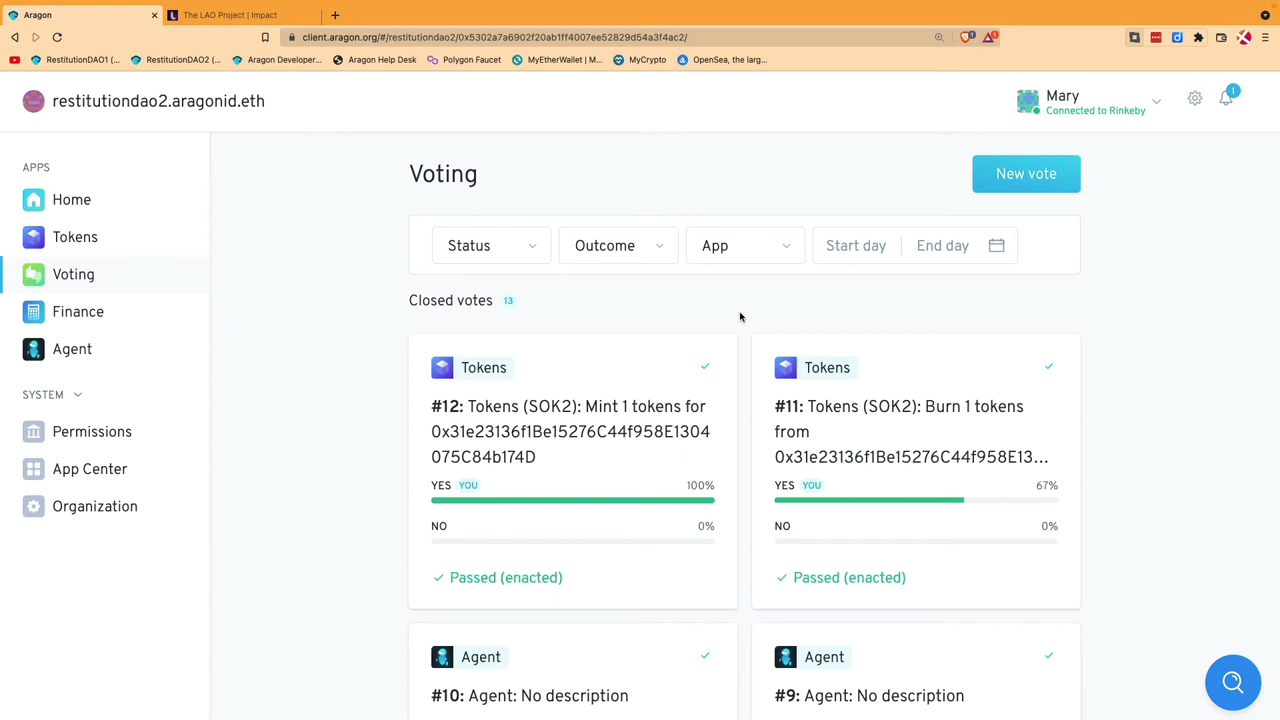 Aragon
The LAO Project | Impact
client.aragon.org/#/restitutiondao2/0x5302a7a6902f20ab1ff4007ee52829d54a3f4ac2/
RestitutionDAO1 (... RestitutionDAO2 (... Aragon Developer... Aragon Help Desk Polygon Faucet MyEtherWallet | M... MyCrypto OpenSea, the larg...
restitutiondao2.aragonid.eth
Mary
Connected to Rinkeby
1
APPS
Home
Tokens
Voting
Finance
Agent
SYSTEM
Permissions
App Center
Organization
Voting
New vote
Status Outcome App Start day End day
Closed votes 13
Tokens
#12: Tokens (SOK2): Mint 1 tokens for
0x31e23136f1Be15276C44f958E1304
075C84b174D
YES YOU 100%
NO 0%
Passed (enacted)
Tokens
#11: Tokens (SOK2): Burn 1 tokens
from
0x31e23136f1Be15276C44f958E13...
YES YOU 67%
NO 0%
Passed (enacted)
Agent
#10: Agent: No description
Agent
#9: Agent: No description